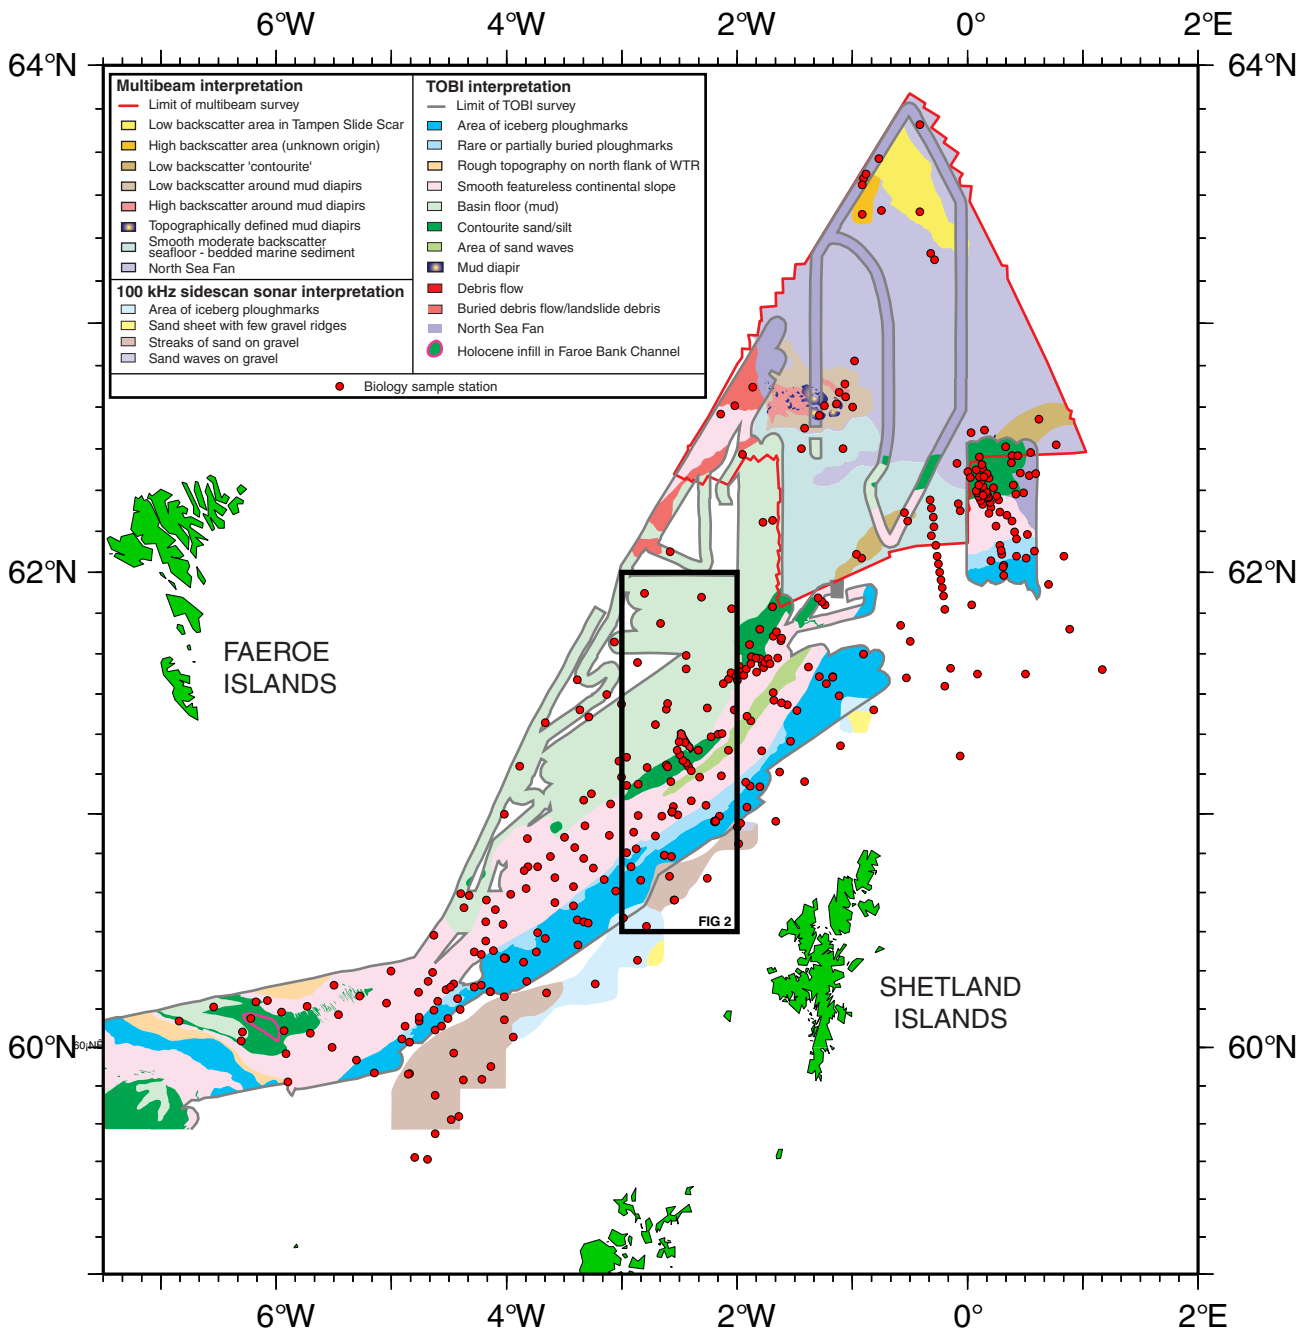 6°W 4°W 2°W 0° 2°E
64°N 64°N
Multibeam interpretation
Limit of multibeam survey
Low backscatter area in Tampen Slide Scar
High backscatter area (unknown origin)
Low backscatter 'contourite'
Low backscatter around mud diapirs
High backscatter around mud diapirs
Topographically defined mud diapirs
Smooth moderate backscatter
seafloor - bedded marine sediment
North Sea Fan
100 kHz sidescan sonar interpretation
Area of iceberg ploughmarks
Sand sheet with few gravel ridges
Streaks of sand on gravel
Sand waves on gravel
TOBI interpretation
Limit of TOBI survey
Area of iceberg ploughmarks
Rare or partially buried ploughmarks
Rough topography on north flank of WTR
Smooth featureless continental slope
Basin floor (mud)
Contourite sand/silt
Area of sand waves
Mud diapir
Debris flow
Buried debris flow/landslide debris
North Sea Fan
Holocene infill in Faroe Bank Channel
Biology sample station
62°N 62°N
FAEROE
ISLANDS
FIG 2
SHETLAND
ISLANDS
60°N 60°N
6°W 4°W 2°W 0° 2°E